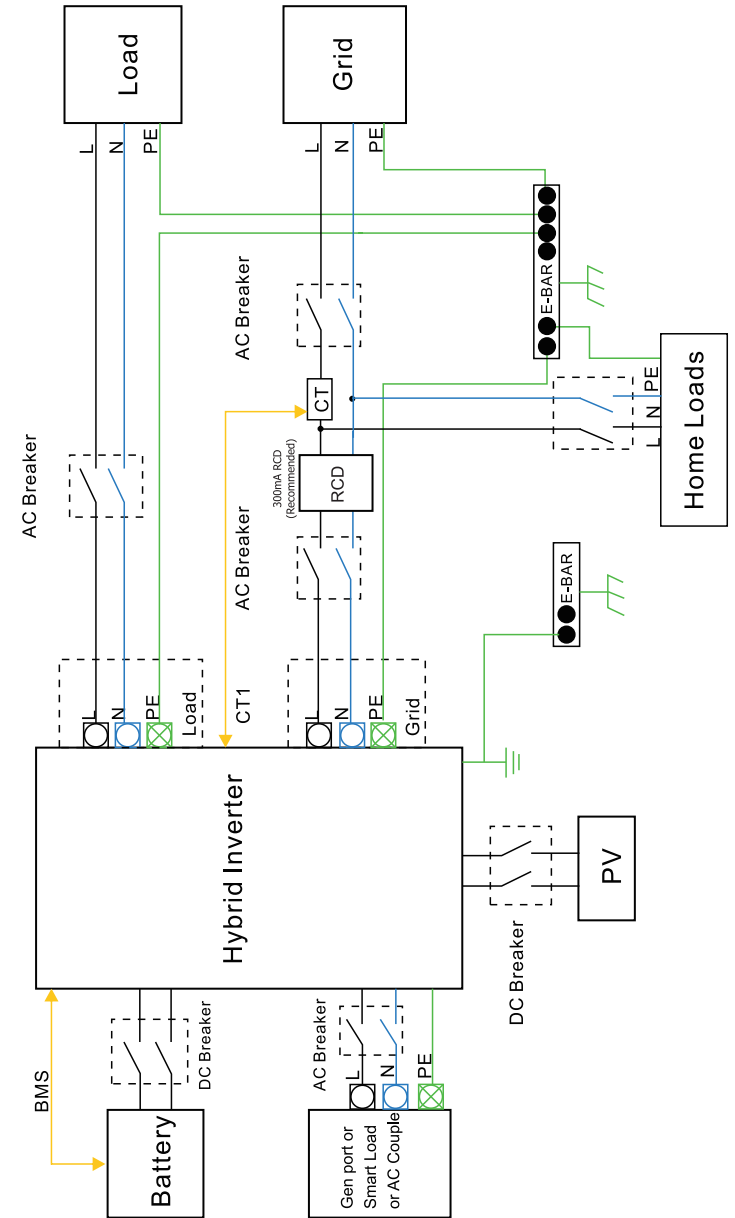 BMS
AC Breaker
Load
L
L
N
N
PE
PE
Battery
Load
DC Breaker
Hybrid Inverter
CT1
AC Breaker
AC Breaker
300mA RCD
(Recommended)
L
L
AC Breaker
CT
RCD
N
N
Grid
Gen port or
Smart Load
or AC Couple
L
N
PE
PE
PE
Grid
DC Breaker
E-BAR
E-BAR
PV
L
N
PE
Home Loads